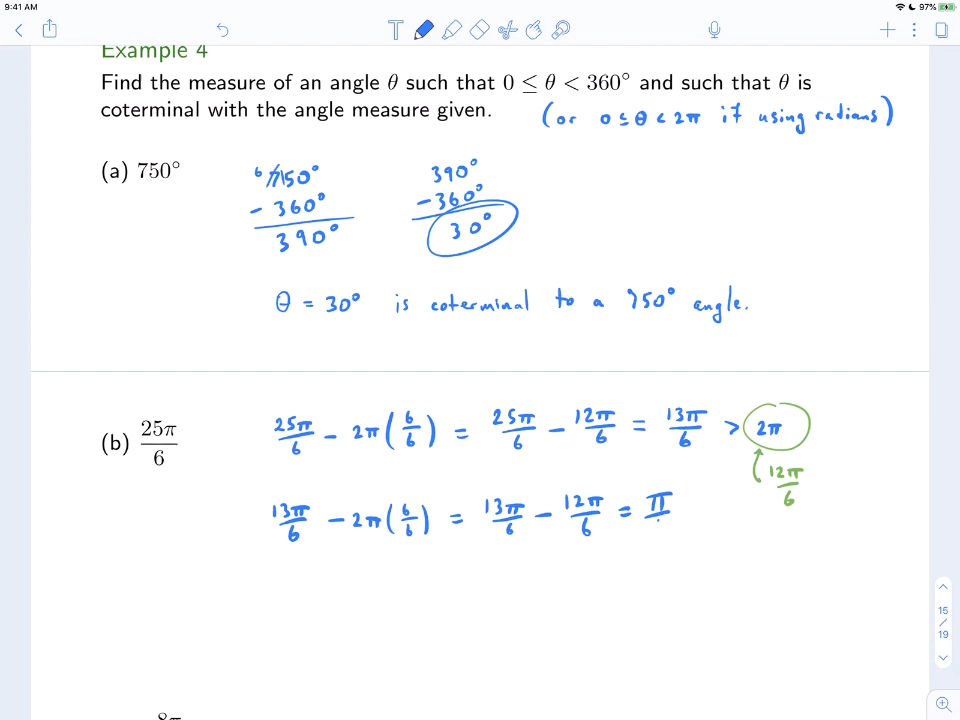 9:41 AM
97%
Example 4
Find the measure of an angle θ such that 0 ≤ θ < 360° and such that θ is
coterminal with the angle measure given. (or 0 ≤ θ < 2π if using radians)
(a) 750°
750° 390°
6
- 360° - 360°
390° 30°
θ = 30° is coterminal to a 750° angle.
(b) 25π/6
25π/6 - 2π(6/6) = 25π/6 - 12π/6 = 13π/6 > 2π
12π/6
13π/6 - 2π(6/6) = 13π/6 - 12π/6 = π
15
/
19
8π